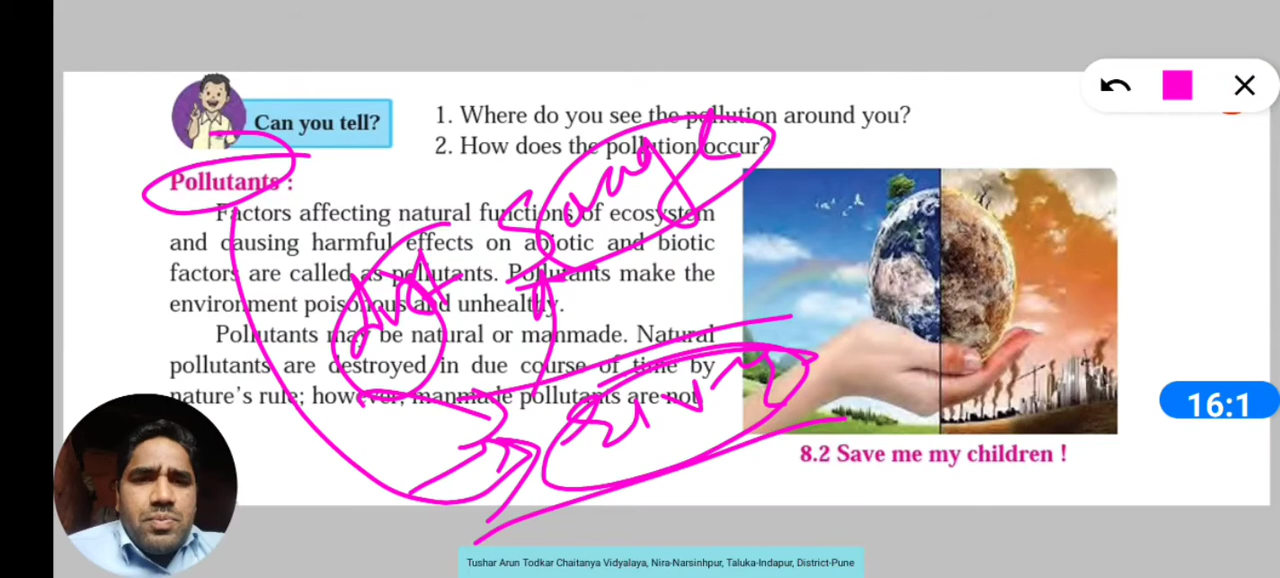 Can you tell?
1. Where do you see the pollution around you?
2. How does the pollution occur?
Pollutants :
Factors affecting natural functions of ecosystem
and causing harmful effects on abiotic and biotic
factors are called as pollutants. Pollutants make the
environment poisonous and unhealthy.
Pollutants may be natural or manmade. Natural
pollutants are destroyed in due course of time by
nature's rule; however, manmade pollutants are not.
8.2 Save me my children !
16:1
Tushar Arun Todkar Chaitanya Vidyalaya, Nira-Narsinhpur, Taluka-Indapur, District-Pune